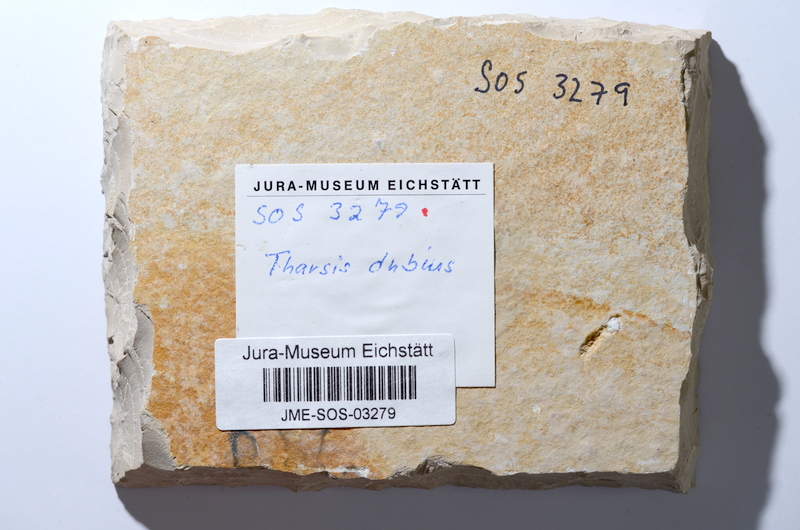 SOS 3279
JURA-MUSEUM EICHSTÄTT
SOS 3279
Tharsis dubius
Jura-Museum Eichstätt
JME-SOS-03279